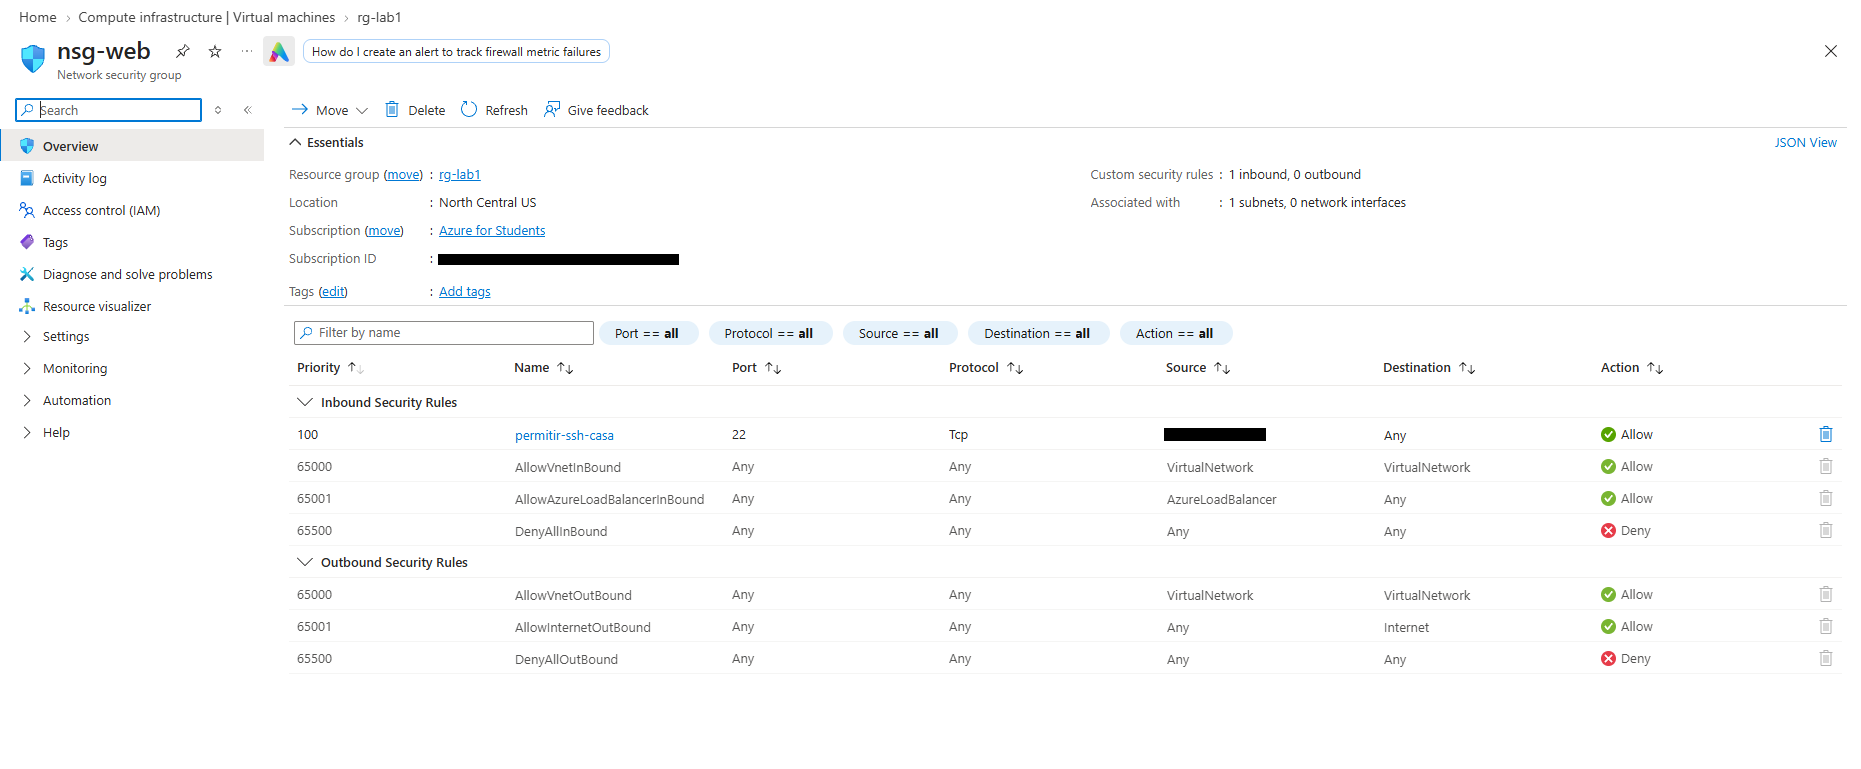 Home › Compute infrastructure | Virtual machines › rg-lab1
nsg-web
Network security group
How do I create an alert to track firewall metric failures
Search
Overview
Activity log
Access control (IAM)
Tags
Diagnose and solve problems
Resource visualizer
Settings
Monitoring
Automation
Help
Move Delete Refresh Give feedback
Essentials JSON View
Resource group (move) : rg-lab1
Location : North Central US
Subscription (move) : Azure for Students
Subscription ID :
Tags (edit) : Add tags
Custom security rules : 1 inbound, 0 outbound
Associated with : 1 subnets, 0 network interfaces
Filter by name Port == all Protocol == all Source == all Destination == all Action == all
Priority Name Port Protocol Source Destination Action
Inbound Security Rules
100 permitir-ssh-casa 22 Tcp Any Allow
65000 AllowVnetInBound Any Any VirtualNetwork VirtualNetwork Allow
65001 AllowAzureLoadBalancerInBound Any Any AzureLoadBalancer Any Allow
65500 DenyAllInBound Any Any Any Any Deny
Outbound Security Rules
65000 AllowVnetOutBound Any Any VirtualNetwork VirtualNetwork Allow
65001 AllowInternetOutBound Any Any Any Internet Allow
65500 DenyAllOutBound Any Any Any Any Deny